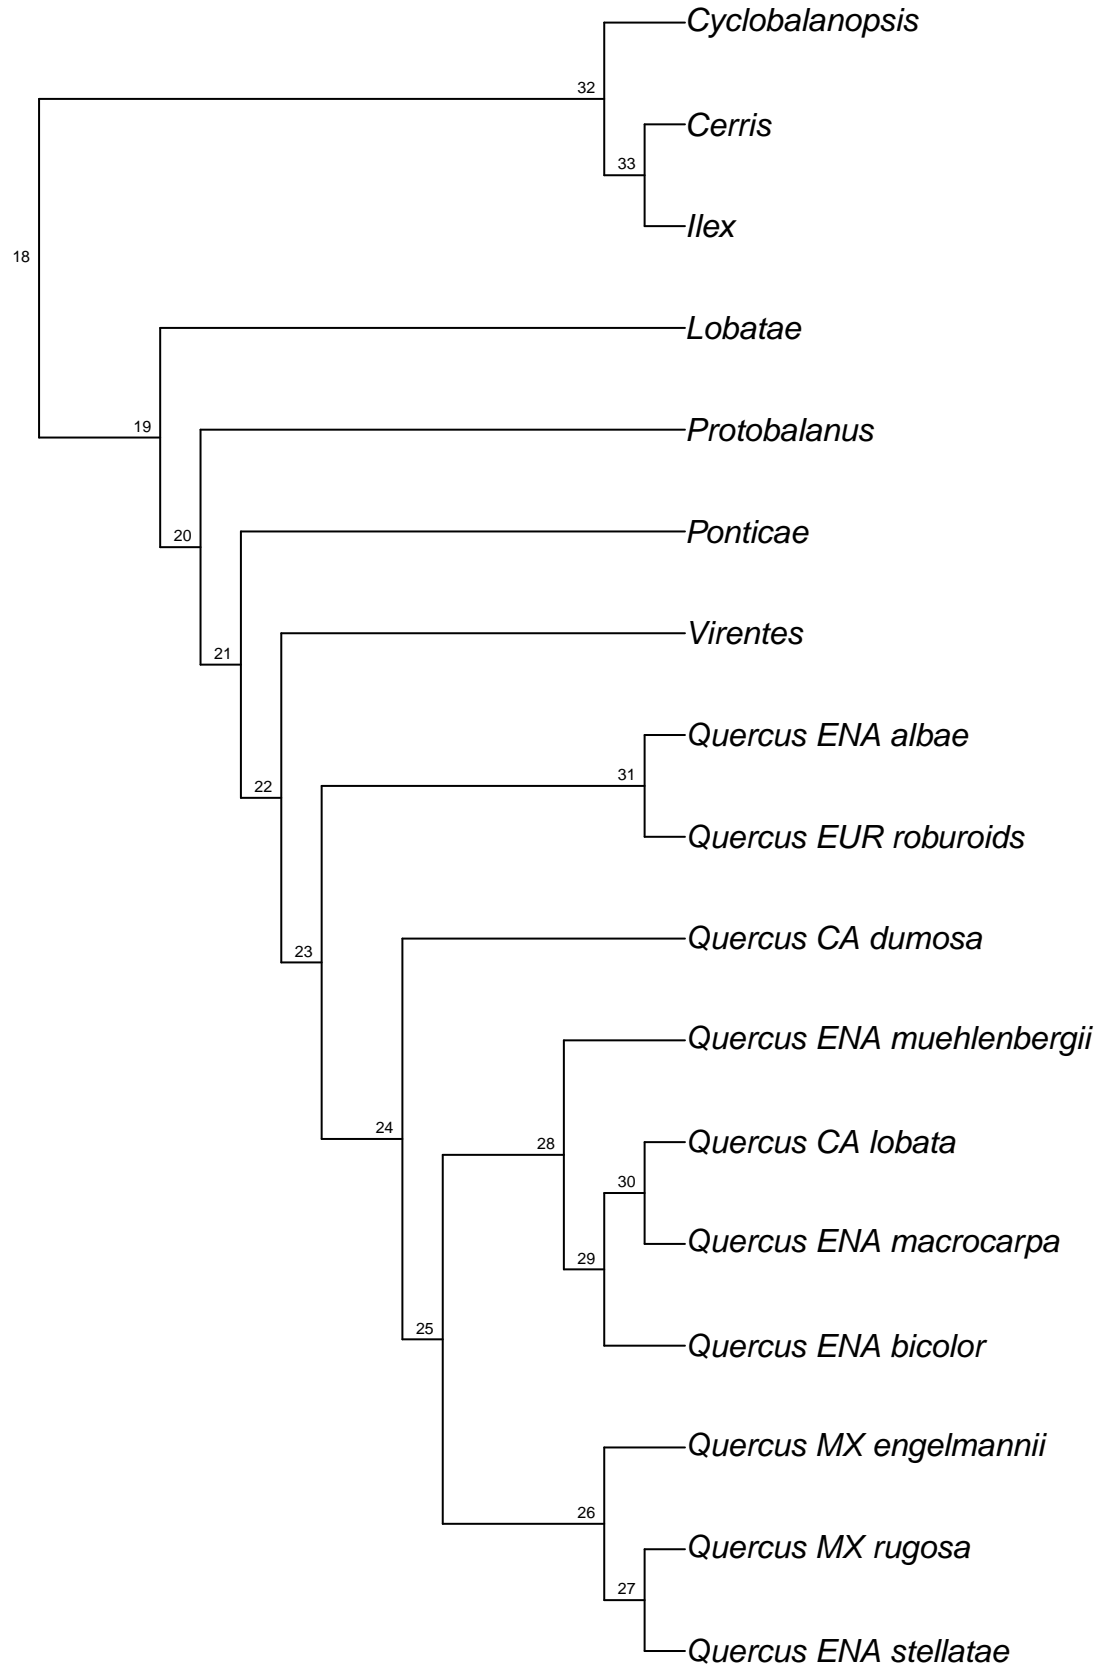 Cyclobalanopsis
32
Cerris
33
Ilex
18
Lobatae
19
Protobalanus
20
Ponticae
21
Virentes
Quercus ENA albae
31
22
Quercus EUR roburoids
Quercus CA dumosa
23
Quercus ENA muehlenbergii
24
Quercus CA lobata
28
30
Quercus ENA macrocarpa
29
25
Quercus ENA bicolor
Quercus MX engelmannii
26
Quercus MX rugosa
27
Quercus ENA stellatae